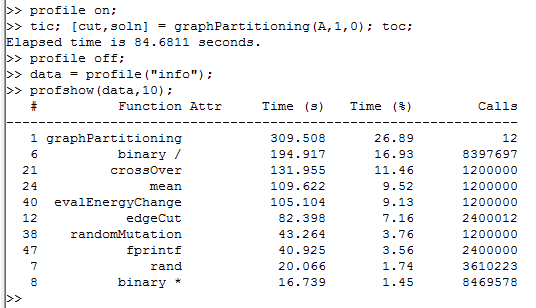 >> profile on;
>> tic; [cut,soln] = graphPartitioning(A,1,0); toc;
Elapsed time is 84.6811 seconds.
>> profile off;
>> data = profile("info");
>> profshow(data,10);
   #            Function Attr     Time (s)   Time (%)        Calls
----------------------------------------------------------------
   1 graphPartitioning            309.508      26.89           12
   6          binary /            194.917      16.93      8397697
  21         crossOver            131.955      11.46      1200000
  24              mean            109.622       9.52      1200000
  40  evalEnergyChange            105.104       9.13      1200000
  12           edgeCut             82.398       7.16      2400012
  38    randomMutation             43.264       3.76      1200000
  47           fprintf             40.925       3.56      2400000
   7              rand             20.066       1.74      3610223
   8          binary *             16.739       1.45      8469578
>>